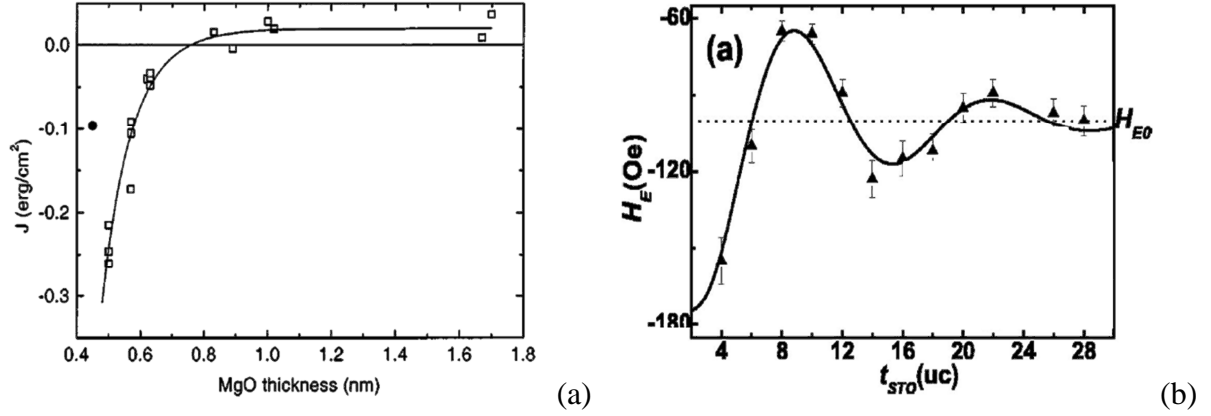 0.0
-0.1
-0.2
-0.3
J (erg/cm²)
0.4 0.6 0.8 1.0 1.2 1.4 1.6 1.8
MgO thickness (nm)
(a)
(a)
-60
-120
-180
H_E(Oe)
H_E0
4 8 12 16 20 24 28
t_STO(uc)
(b)